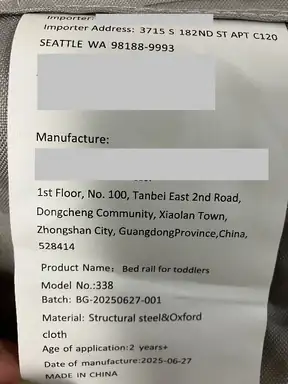 Importer:
Importer Address: 3715 S 182ND ST APT C120
SEATTLE WA 98188-9993
Manufacture:
1st Floor, No. 100, Tanbei East 2nd Road,
Dongcheng Community, Xiaolan Town,
Zhongshan City, GuangdongProvince,China,
528414
Product Name: Bed rail for toddlers
Model No.:338
Batch: BG-20250627-001
Material: Structural steel&Oxford
cloth
Age of application:2 years+
Date of manufacture:2025-06-27
MADE IN CHINA